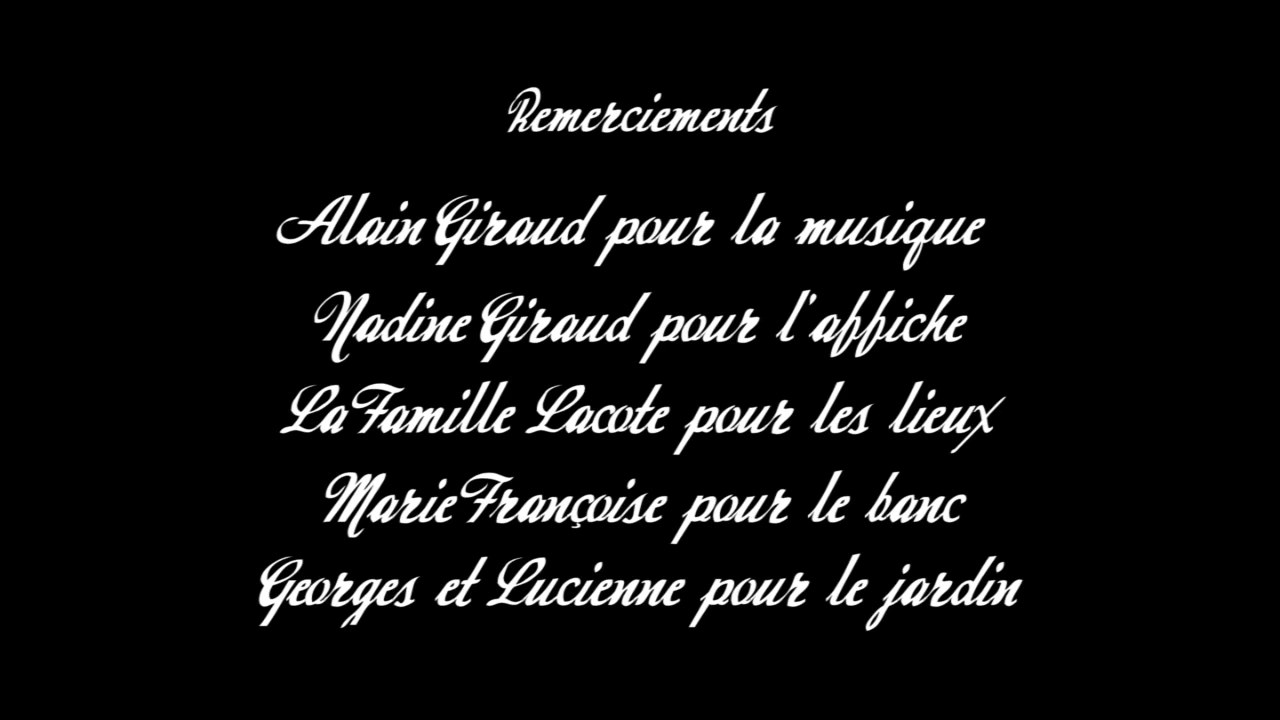 Remerciements
Alain Giraud pour la musique
Nadine Giraud pour l'affiche
La Famille Lacote pour les lieux
Marie Françoise pour le banc
Georges et Lucienne pour le jardin